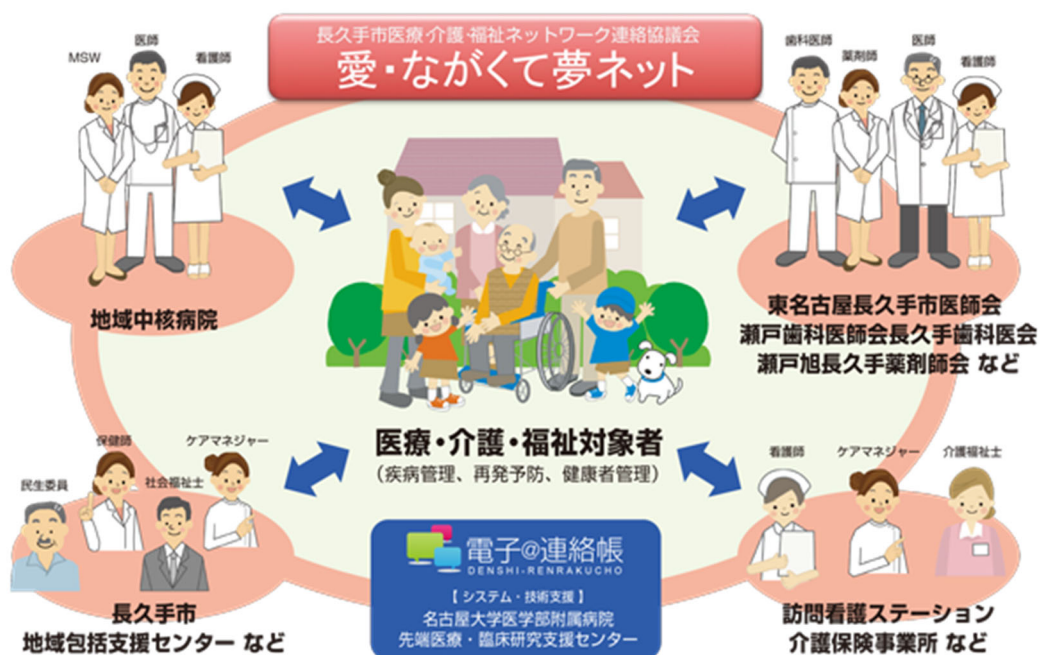 長久手市医療・介護・福祉ネットワーク連絡協議会
愛・ながくて夢ネット
MSW
医師
看護師
地域中核病院
歯科医師
薬剤師
医師
看護師
東名古屋長久手市医師会
瀬戸歯科医師会長久手歯科医会
瀬戸旭長久手薬剤師会 など
医療・介護・福祉対象者
(疾病管理、再発予防、健康者管理)
民生委員
保健師
社会福祉士
ケアマネジャー
長久手市
地域包括支援センター など
看護師
ケアマネジャー
介護福祉士
訪問看護ステーション
介護保険事業所 など
電子@連絡帳
DENSHI-RENRAKUCHO
【 システム・技術支援 】
名古屋大学医学部附属病院
先端医療・臨床研究支援センター